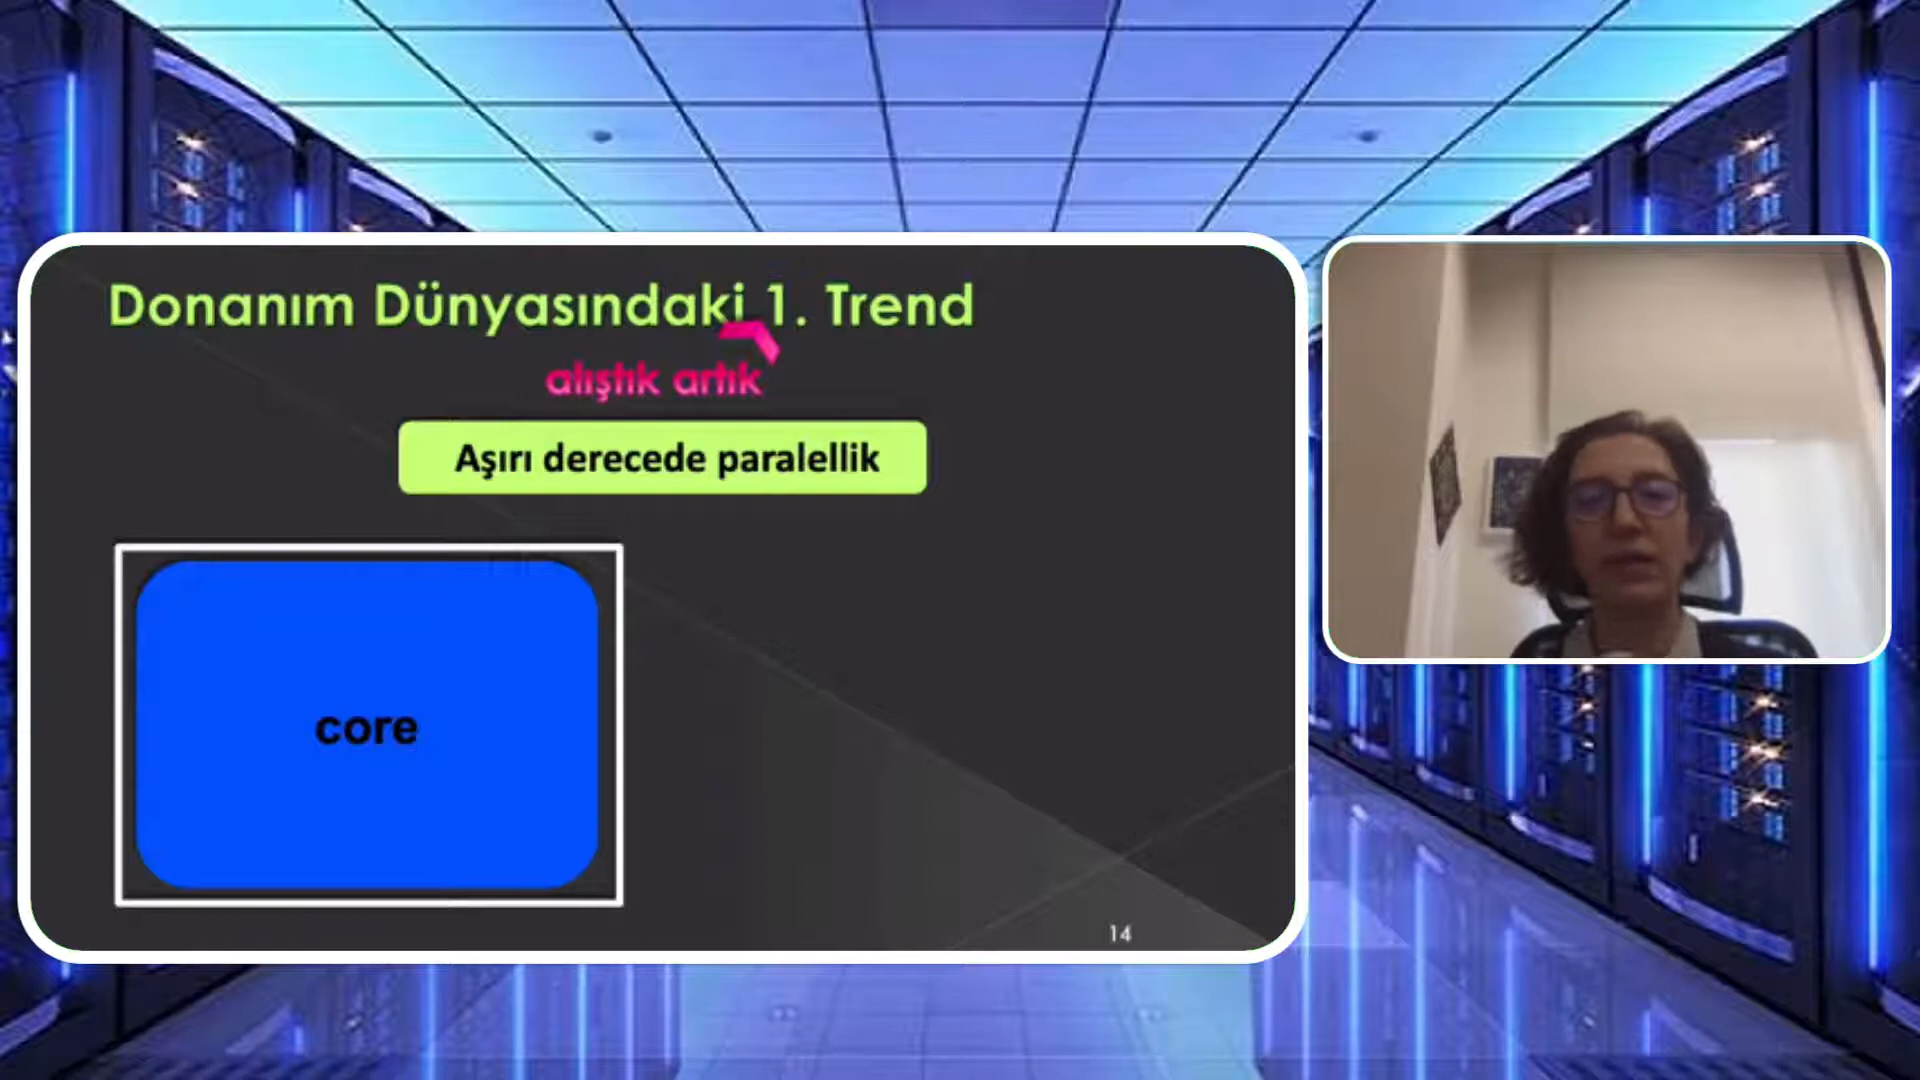 Donanım Dünyasındaki 1. Trend
alıştık artık
Aşırı derecede paralellik
core
14